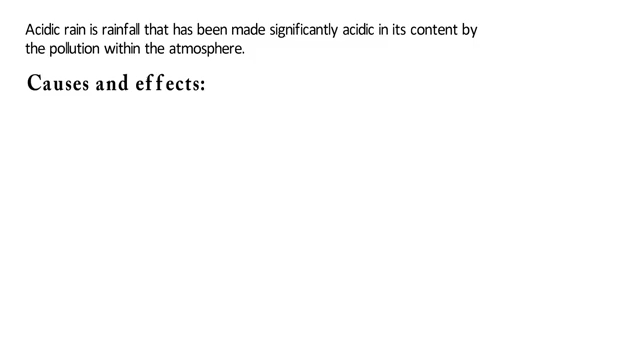 Acidic rain is rainfall that has been made significantly acidic in its content by
the pollution within the atmosphere.
Causes and effects: